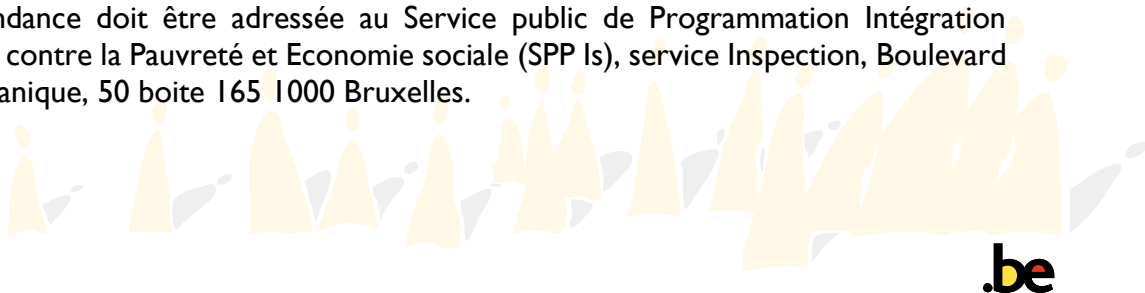 ndance doit être adressée au Service public de Programmation Intégration
contre la Pauvreté et Economie sociale (SPP Is), service Inspection, Boulevard
anique, 50 boite 165 1000 Bruxelles.
.be